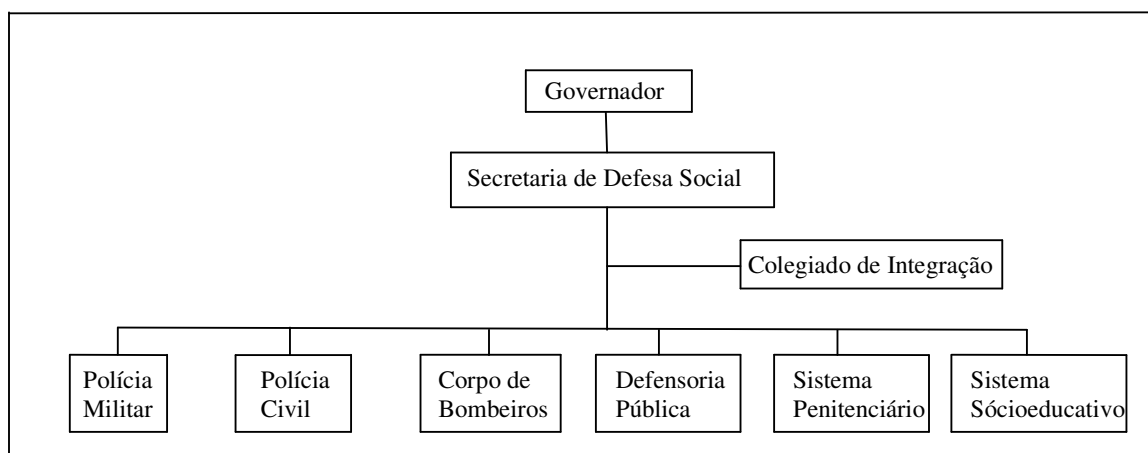 Governador
Secretaria de Defesa Social
Colegiado de Integração
Polícia
Militar
Polícia
Civil
Corpo de
Bombeiros
Defensoria
Pública
Sistema
Penitenciário
Sistema
Sócioeducativo